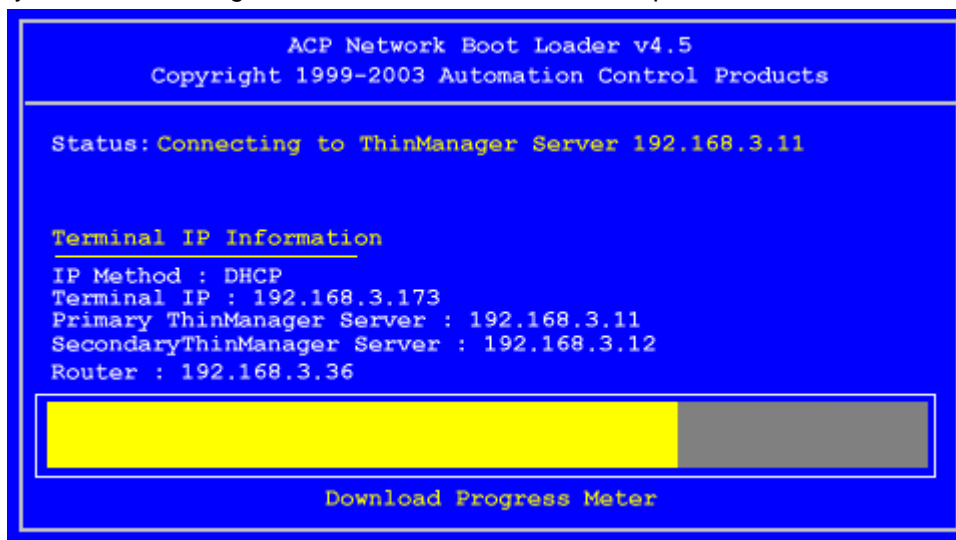 ACP Network Boot Loader v4.5
Copyright 1999-2003 Automation Control Products
Status:Connecting to ThinManager Server 192.168.3.11
Terminal IP Information
IP Method : DHCP
Terminal IP : 192.168.3.173
Primary ThinManager Server : 192.168.3.11
SecondaryThinManager Server : 192.168.3.12
Router : 192.168.3.36
Download Progress Meter